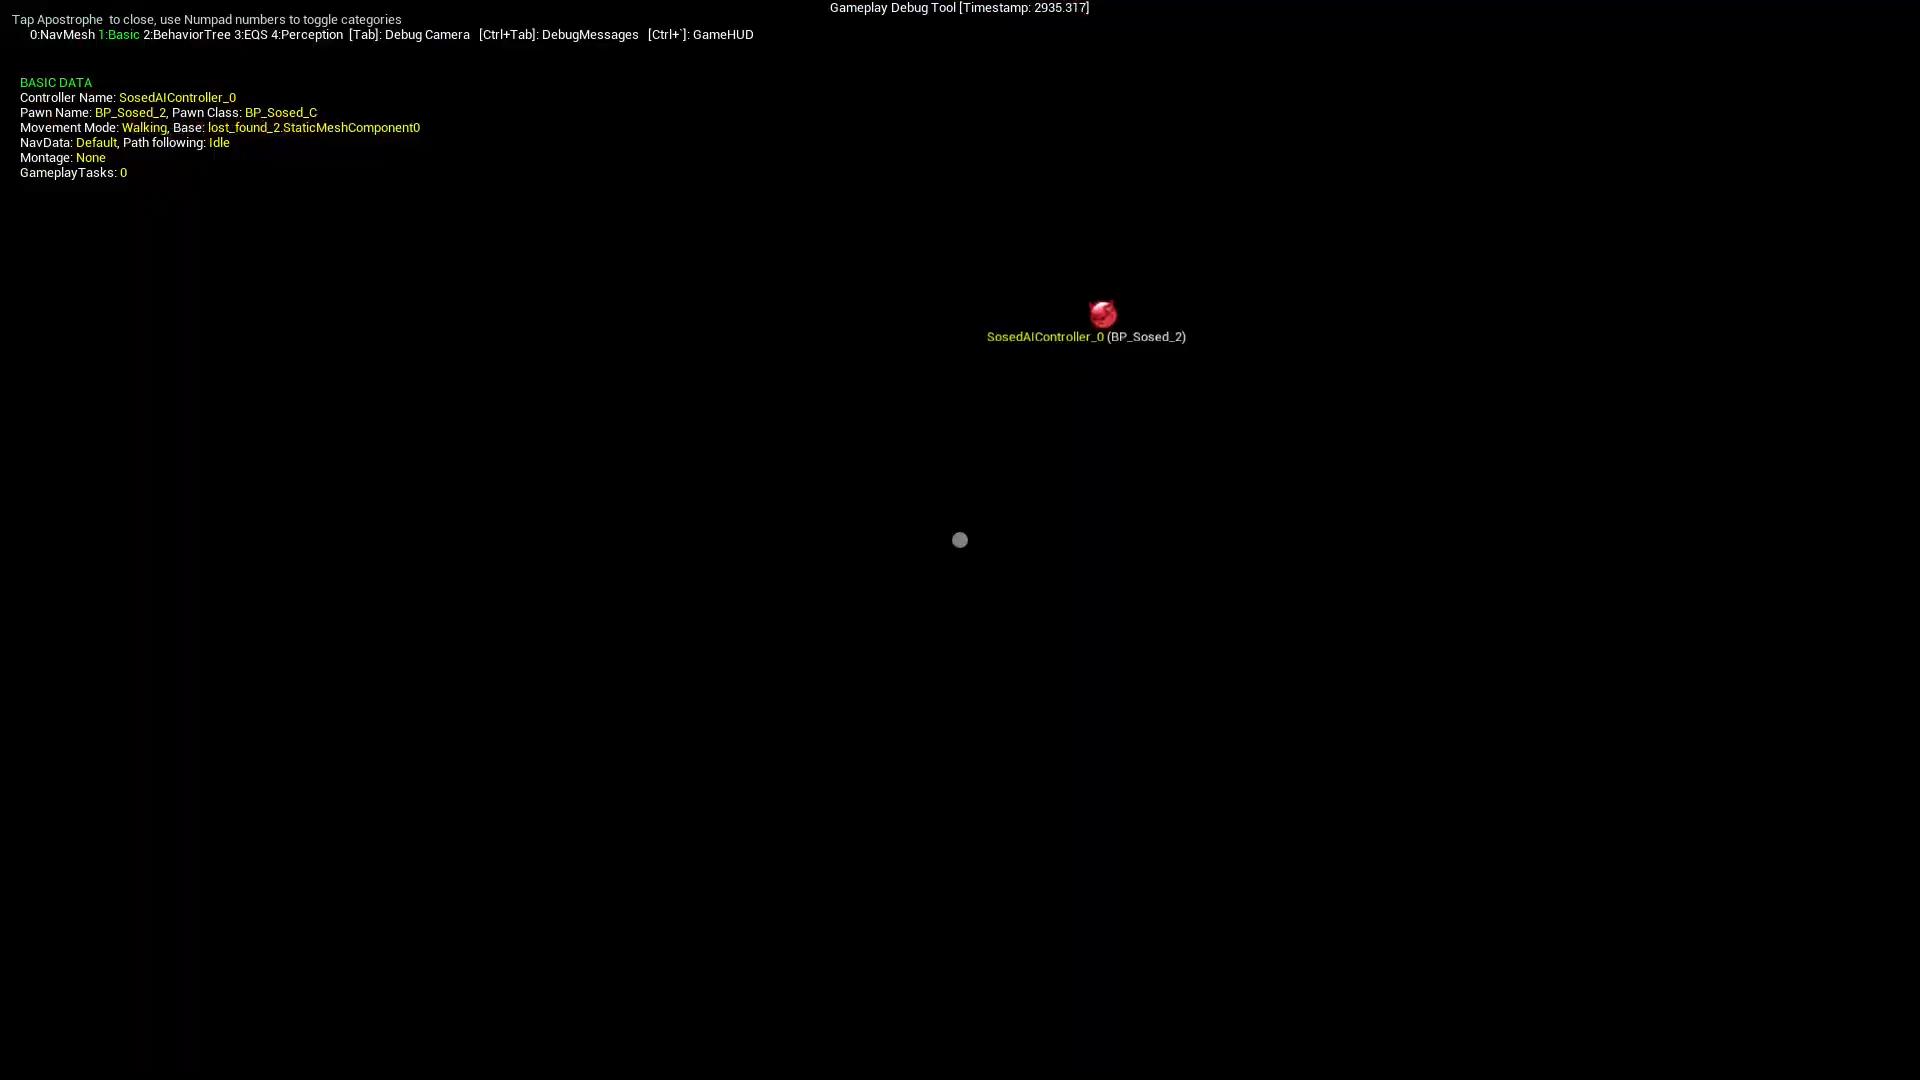 Gameplay Debug Tool [Timestamp: 2935.317]
Tap Apostrophe  to close, use Numpad numbers to toggle categories
0:NavMesh 1:Basic 2:BehaviorTree 3:EQS 4:Perception  [Tab]: Debug Camera   [Ctrl+Tab]: DebugMessages   [Ctrl+`]: GameHUD
BASIC DATA
Controller Name: SosedAIController_0
Pawn Name: BP_Sosed_2, Pawn Class: BP_Sosed_C
Movement Mode: Walking, Base: lost_found_2.StaticMeshComponent0
NavData: Default, Path following: Idle
Montage: None
GameplayTasks: 0
SosedAIController_0 (BP_Sosed_2)